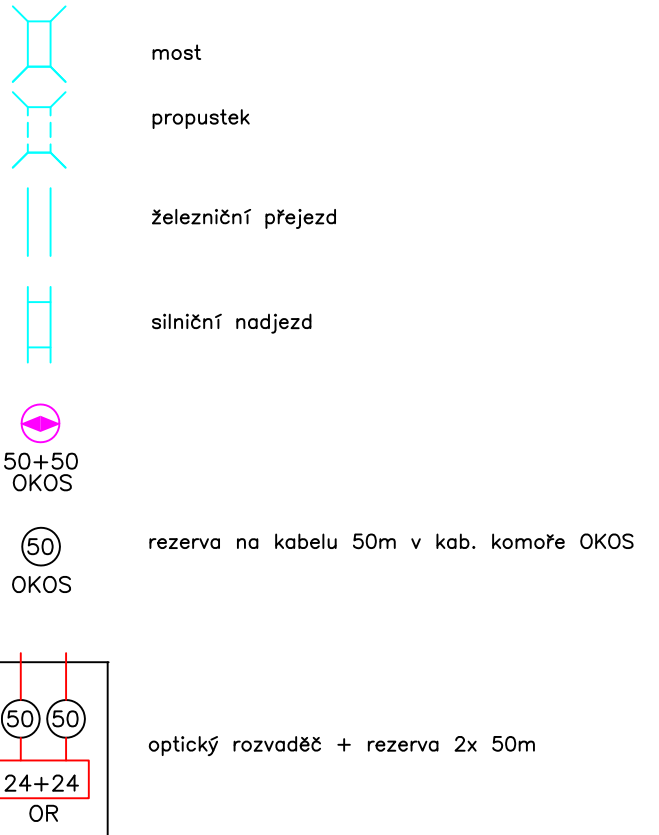 most
propustek
železniční přejezd
silniční nadjezd
50+50
OKOS
50
rezerva na kabelu 50m v kab. komoře OKOS
OKOS
50 50
optický rozvaděč + rezerva 2x 50m
24+24
OR